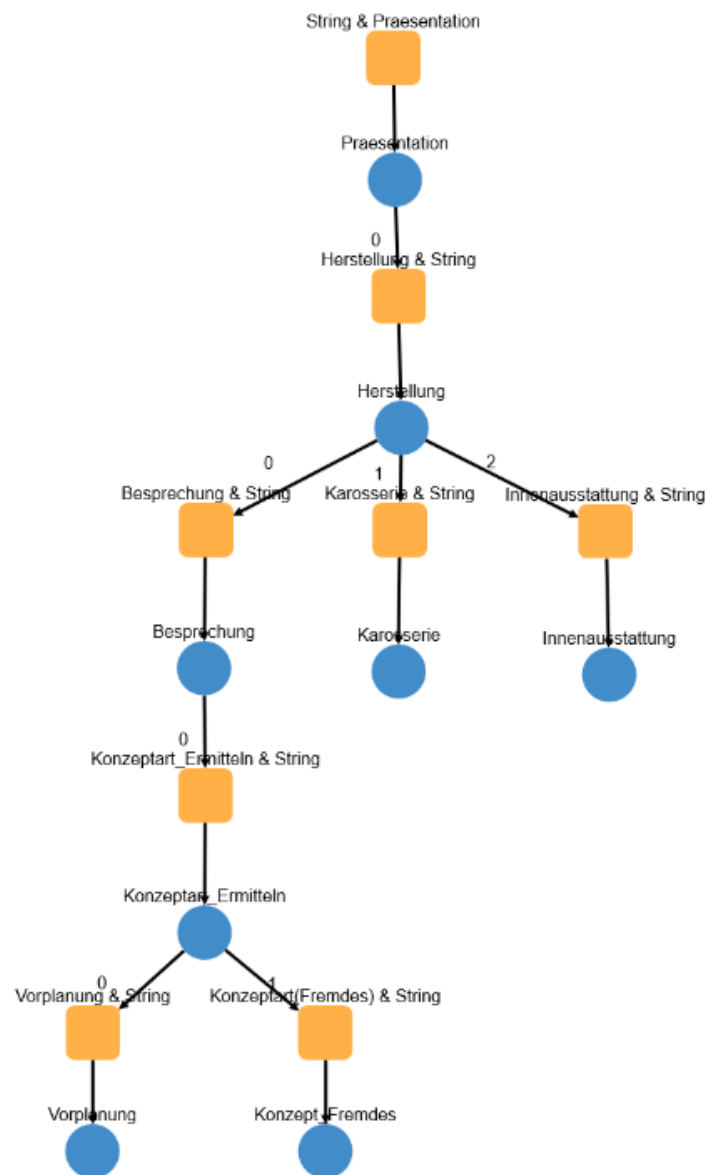 String & Praesentation
Praesentation
0
Herstellung & String
Herstellung
0
1
2
Besprechung & String
Karosserie & String
Innenausstattung & String
Besprechung
Karosserie
Innenausstattung
0
Konzeptart_Ermitteln & String
Konzeptart_Ermitteln
0
1
Vorplanung & String
Konzeptart(Fremdes) & String
Vorplanung
Konzept_Fremdes